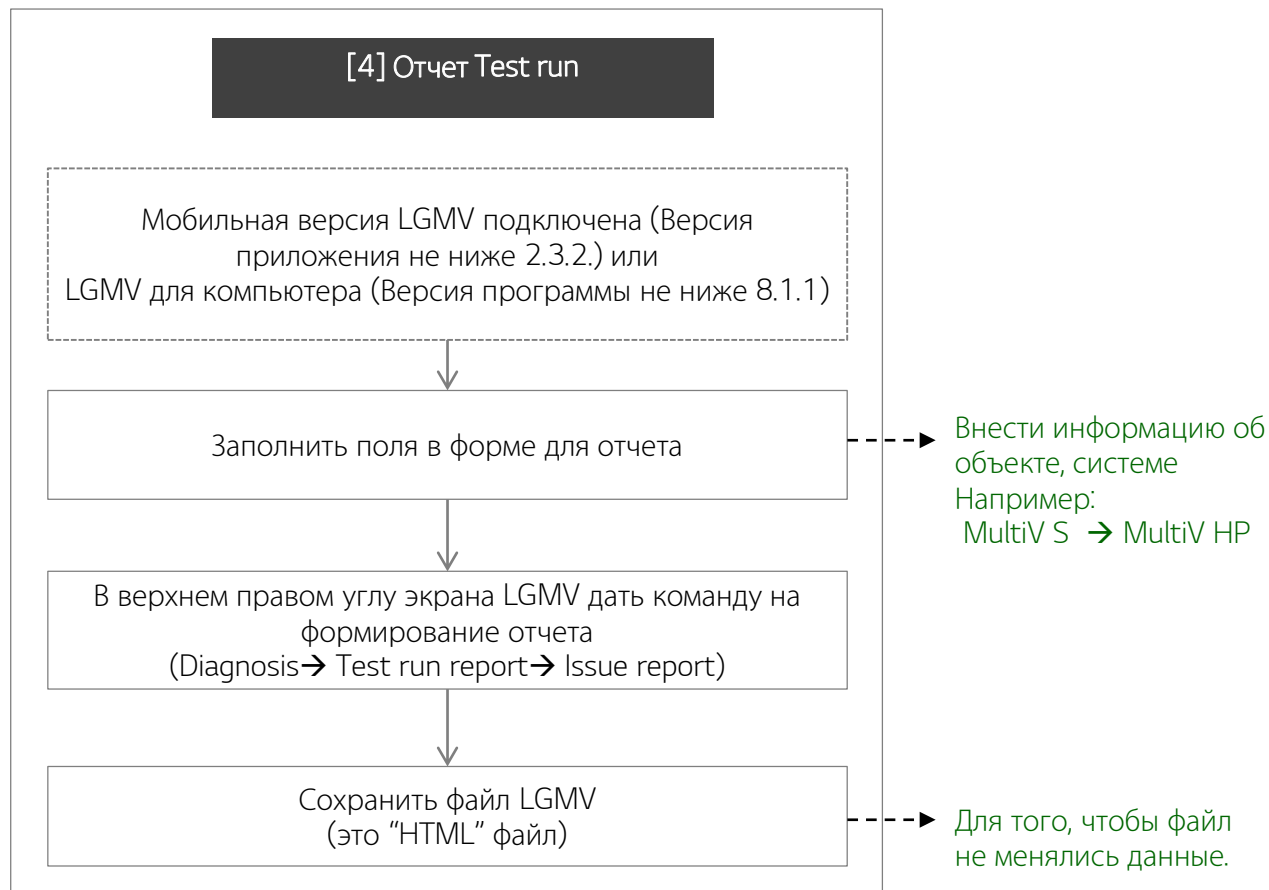 [4] Отчет Test run
Мобильная версия LGMV подключена (Версия
приложения не ниже 2.3.2.) или
LGMV для компьютера (Версия программы не ниже 8.1.1)
Заполнить поля в форме для отчета
Внести информацию об
объекте, системе
Например:
MultiV S → MultiV HP
В верхнем правом углу экрана LGMV дать команду на
формирование отчета
(Diagnosis→ Test run report→ Issue report)
Сохранить файл LGMV
(это “HTML” файл)
Для того, чтобы файл
не менялись данные.